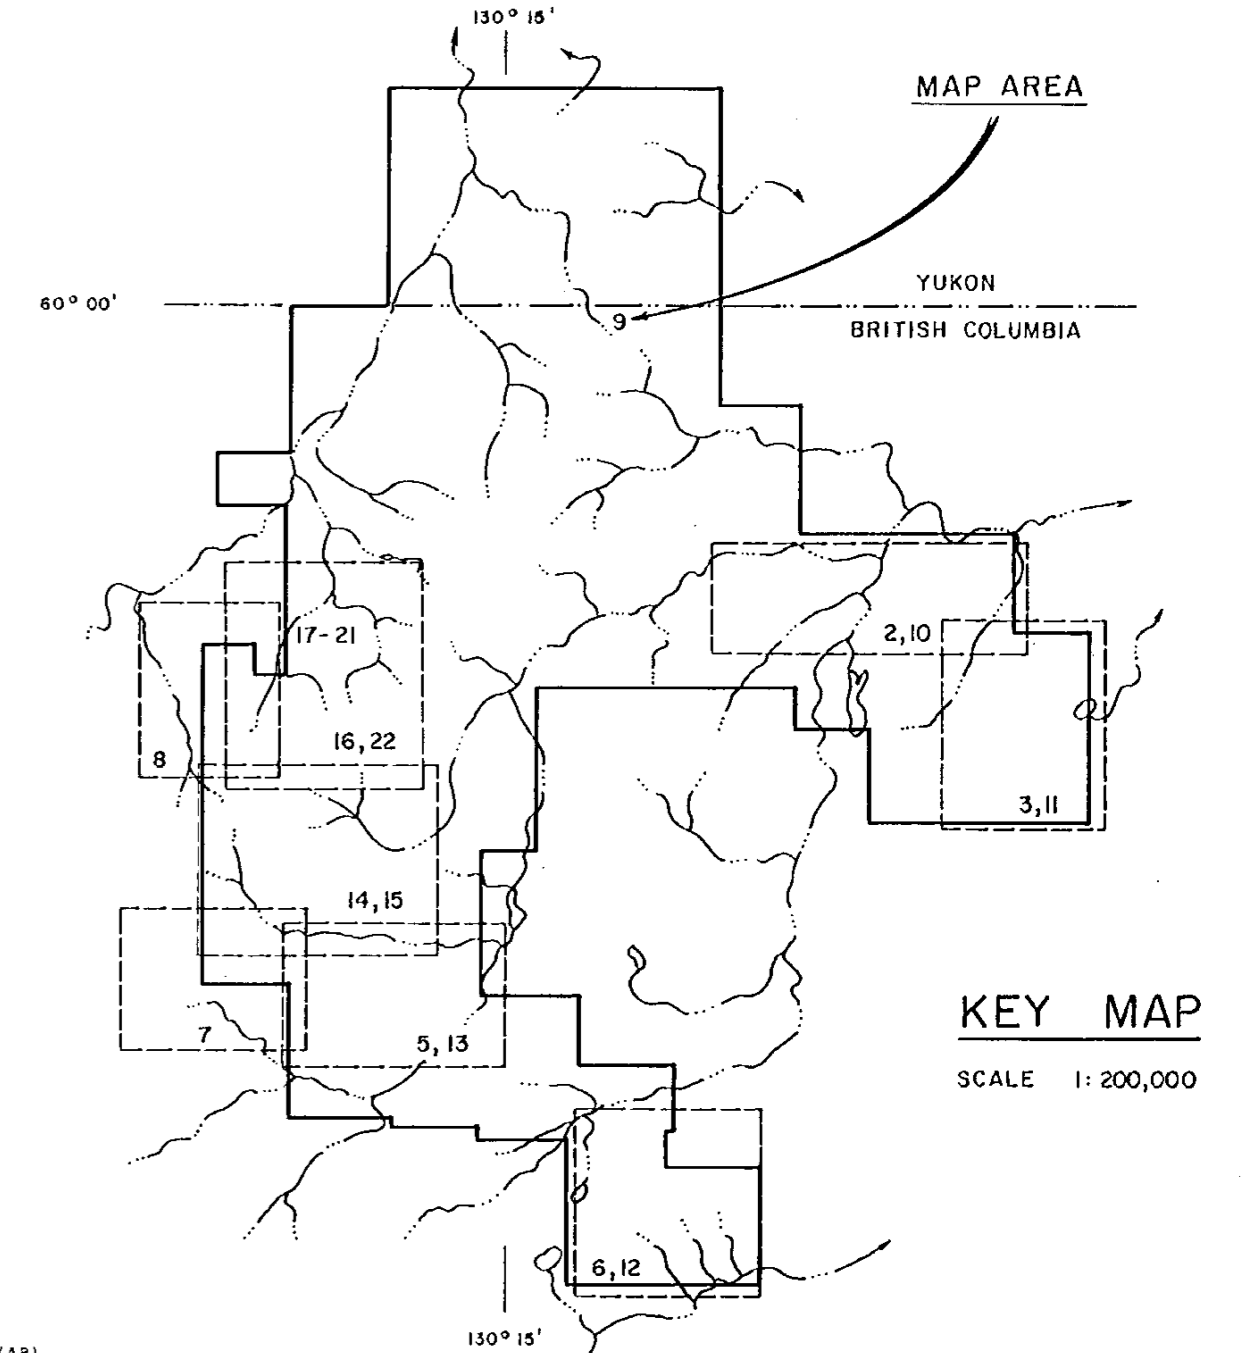 130° 15'
MAP AREA
YUKON
60° 00'
9
BRITISH COLUMBIA
17-21
2,10
16,22
8
3,11
14,15
KEY MAP
7
5,13
SCALE 1:200,000
6,12
130° 15'